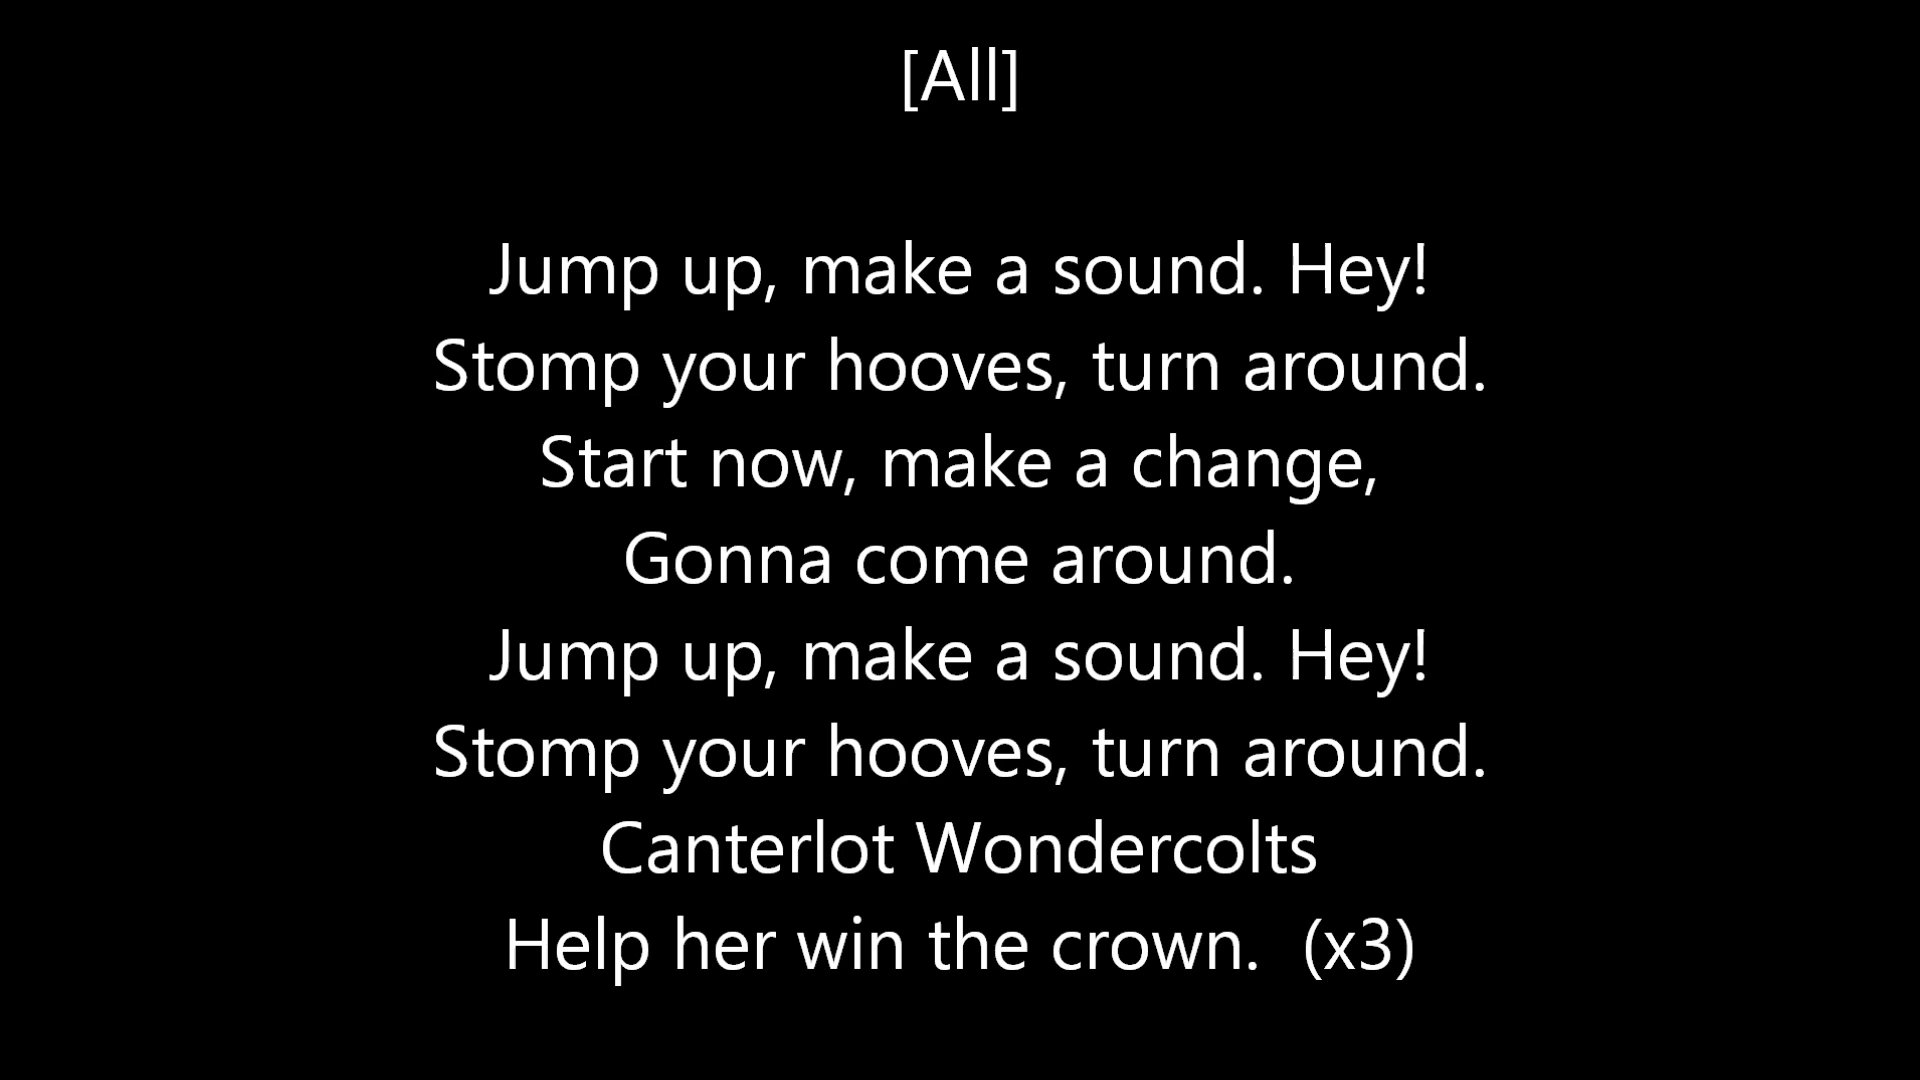 [All]
Jump up, make a sound. Hey!
Stomp your hooves, turn around.
Start now, make a change,
Gonna come around.
Jump up, make a sound. Hey!
Stomp your hooves, turn around.
Canterlot Wondercolts
Help her win the crown.  (x3)